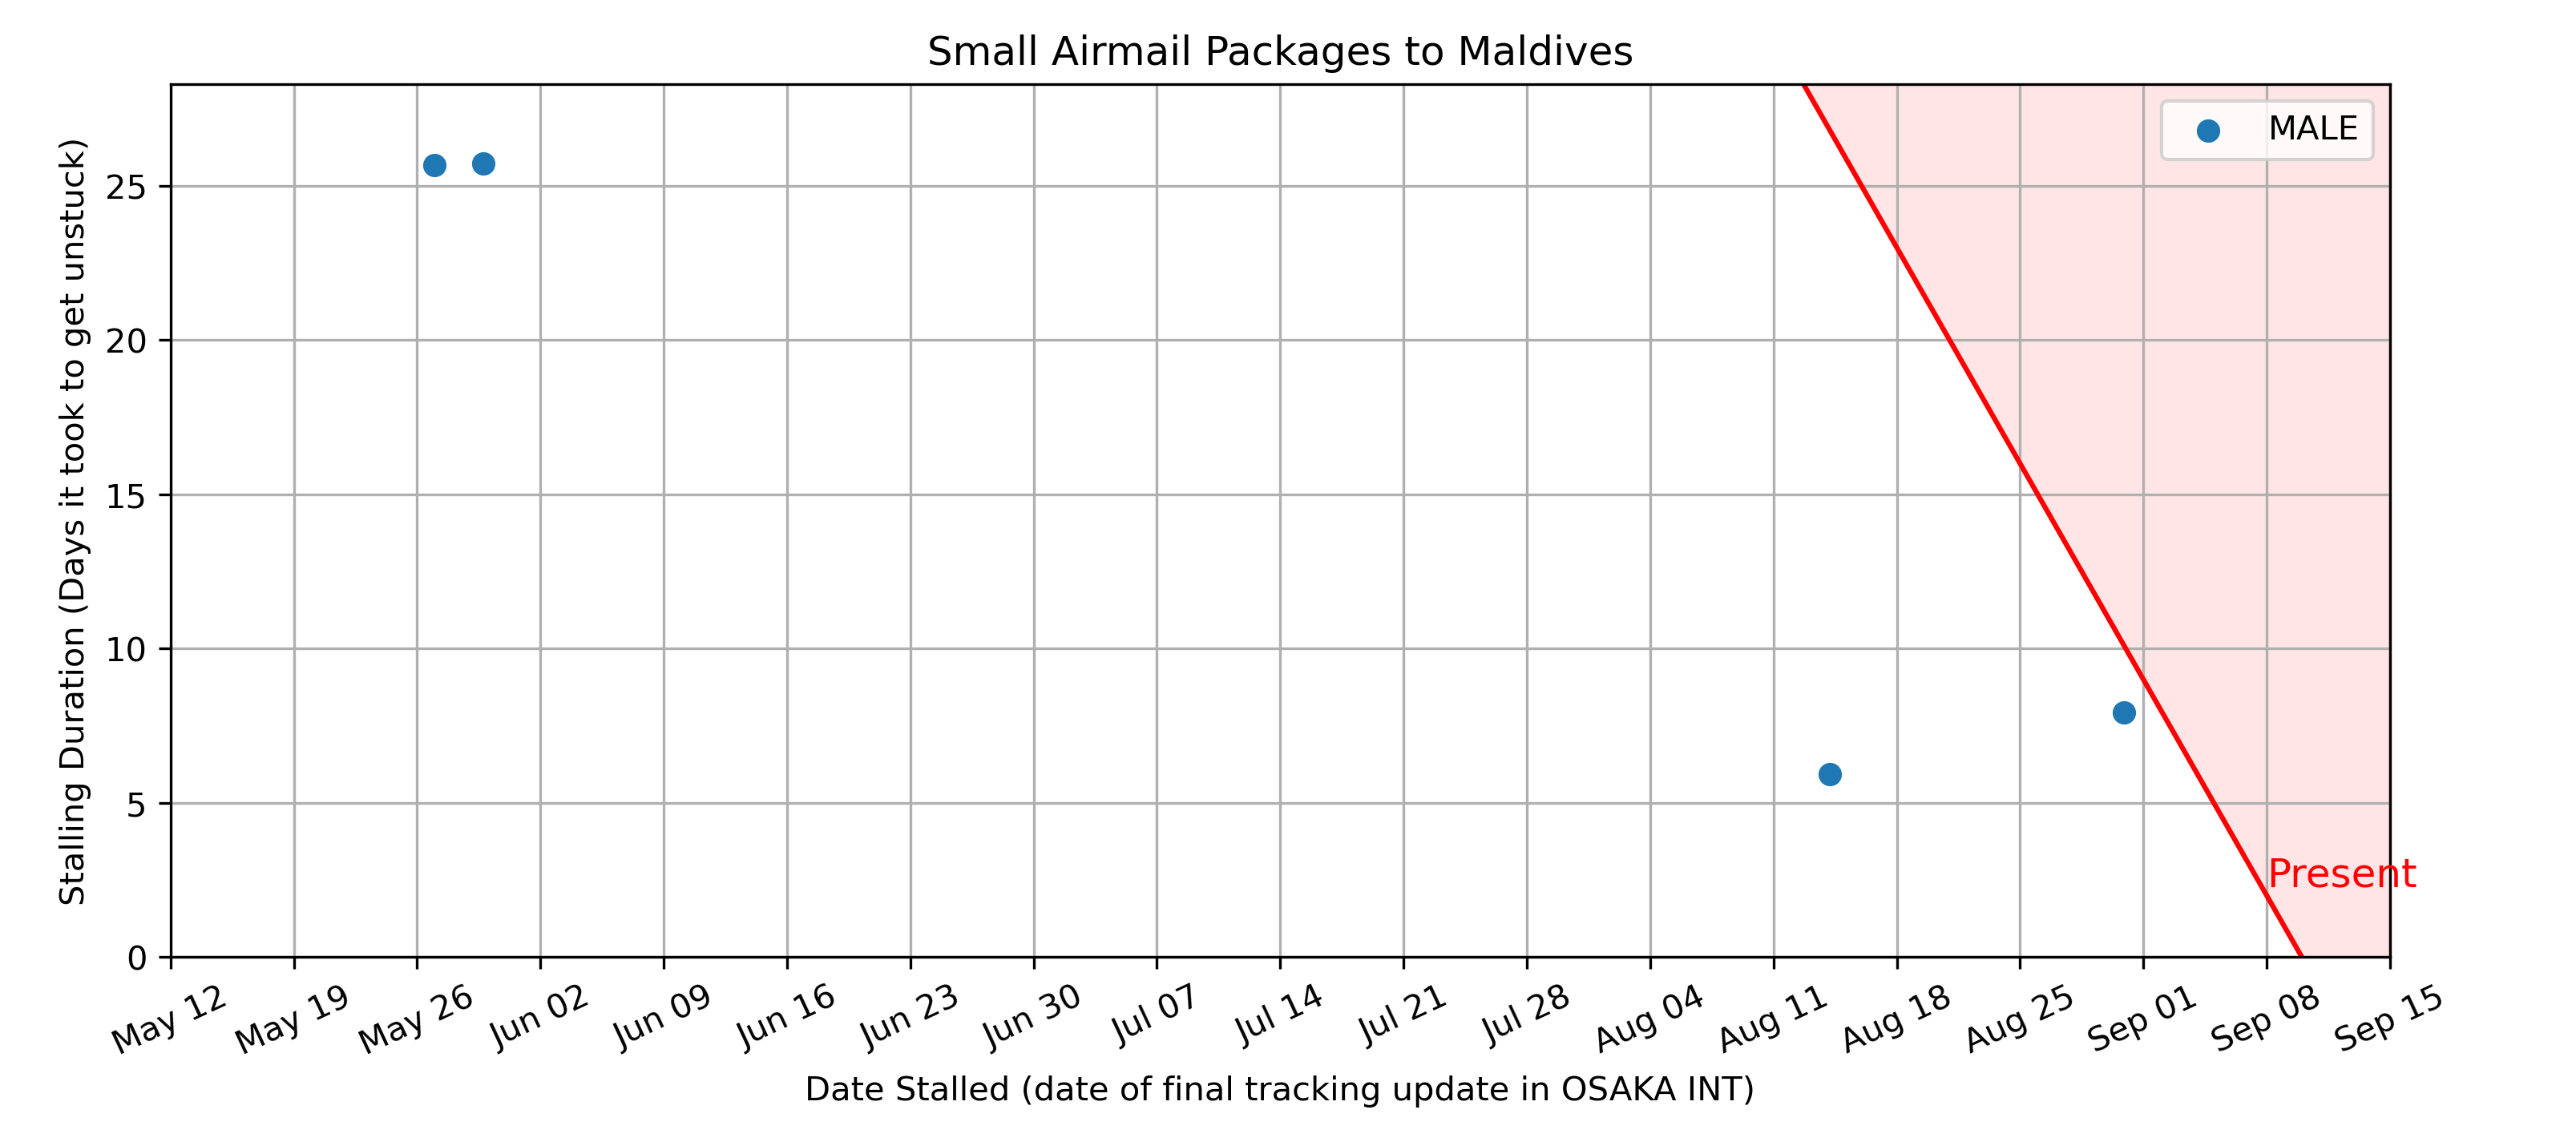 Small Airmail Packages to Maldives
MALE
Stalling Duration (Days it took to get unstuck)
25
20
15
10
5
0
Present
May 12
May 19
May 26
Jun 02
Jun 09
Jun 16
Jun 23
Jun 30
Jul 07
Jul 14
Jul 21
Jul 28
Aug 04
Aug 11
Aug 18
Aug 25
Sep 01
Sep 08
Sep 15
Date Stalled (date of final tracking update in OSAKA INT)